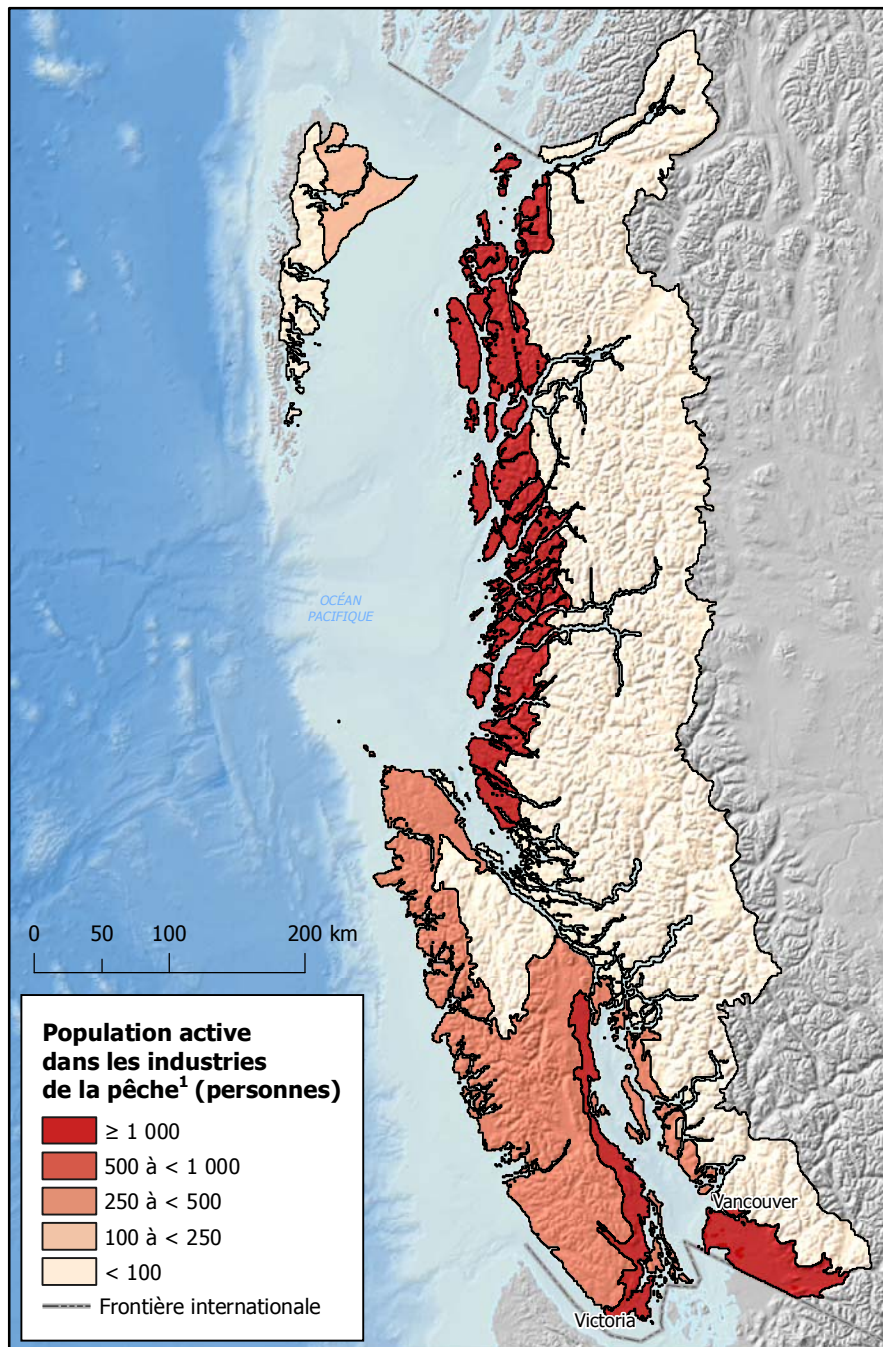 OCÉAN
PACIFIQUE
0 50 100 200 km
Population active
dans les industries
de la pêche¹ (personnes)
≥ 1 000
500 à < 1 000
250 à < 500
100 à < 250
< 100
Frontière internationale
Vancouver
Victoria